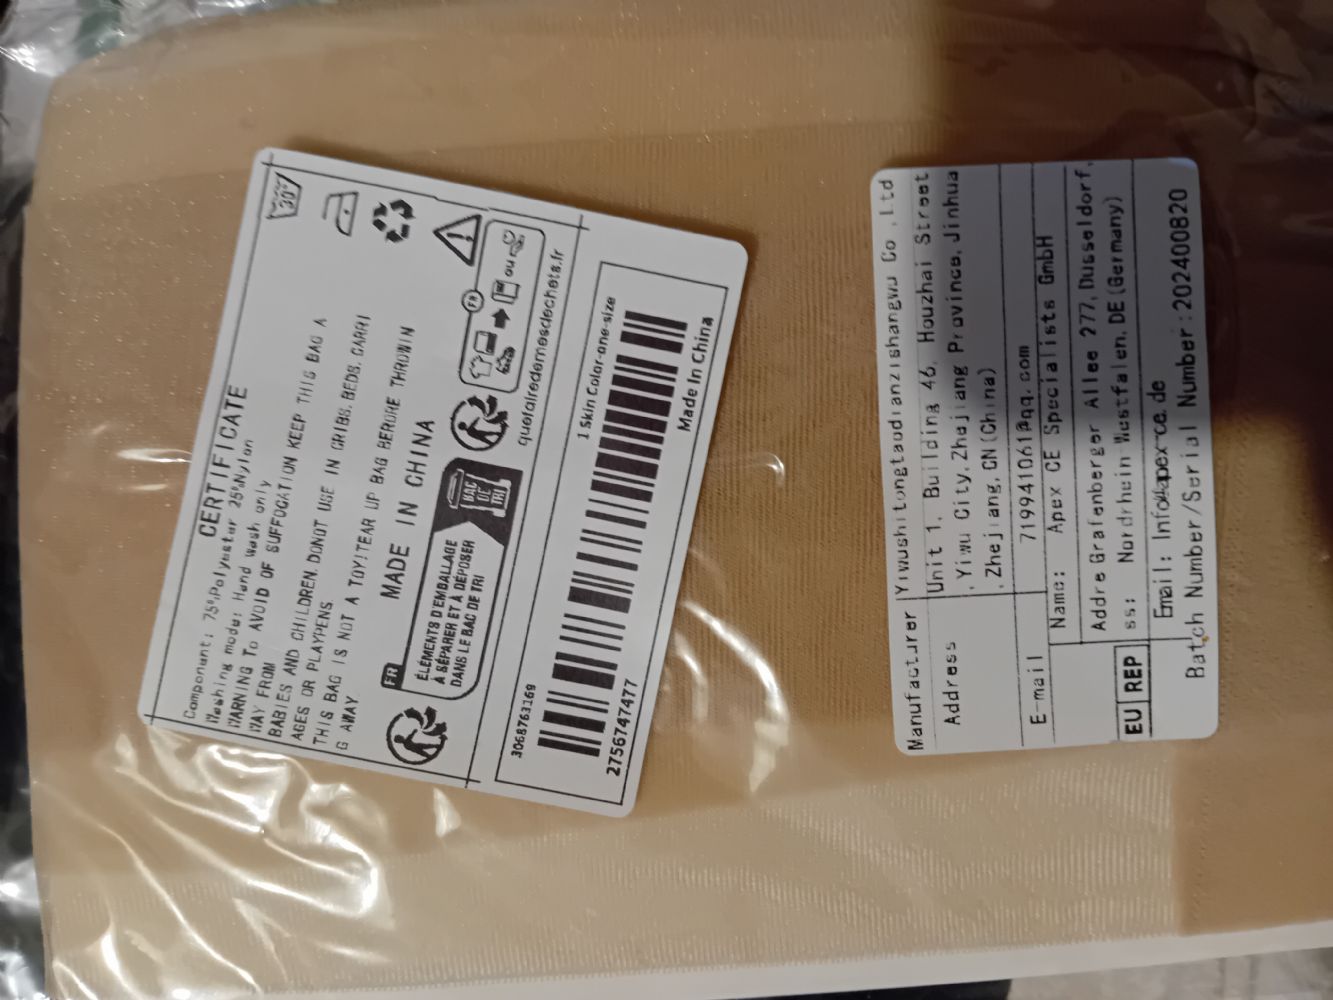 CERTIFICATE
Component: 75%Polyester 25%Nylon
Washing mode: Hand wash only
WARNING To AVOID OF SUFFOCATION KEEP THIS BAG A
WAY FROM
BABIES AND CHILDREN. DONOT USE IN CRIBS. BEDS. CARRI
AGES OR PLAYPENS
THIS BAG IS NOT A TOY!TEAR UP BAG BERORE THROWIN
G AWAY.
MADE IN CHINA
30°
FR
ÉLÉMENTS D'EMBALLAGE
À SÉPARER ET À DÉPOSER
DANS LE BAC DE TRI
BAC
DE
TRI
FR
ou
quefairedemesdechets.fr
3068763169
1 Skin Color-one-size
2756747477
Made In China
Manufacturer Yiwushitongtaodianzishangwu Co .Ltd
Address Unit 1, Building 46, Houzhai Street
, Yiwu City, Zhejiang Province, Jinhua
, Zhejiang, CN (China)
E-mail 719941061@qq.com
EU REP
Name: Apex CE Specialists GmbH
Addre Grafenberger Allee 277, Dusseldorf,
ss: Nordrhein Westfalen, DE (Germany)
Email: Info@apex-ce.de
Batch Number/Serial Number:202400820